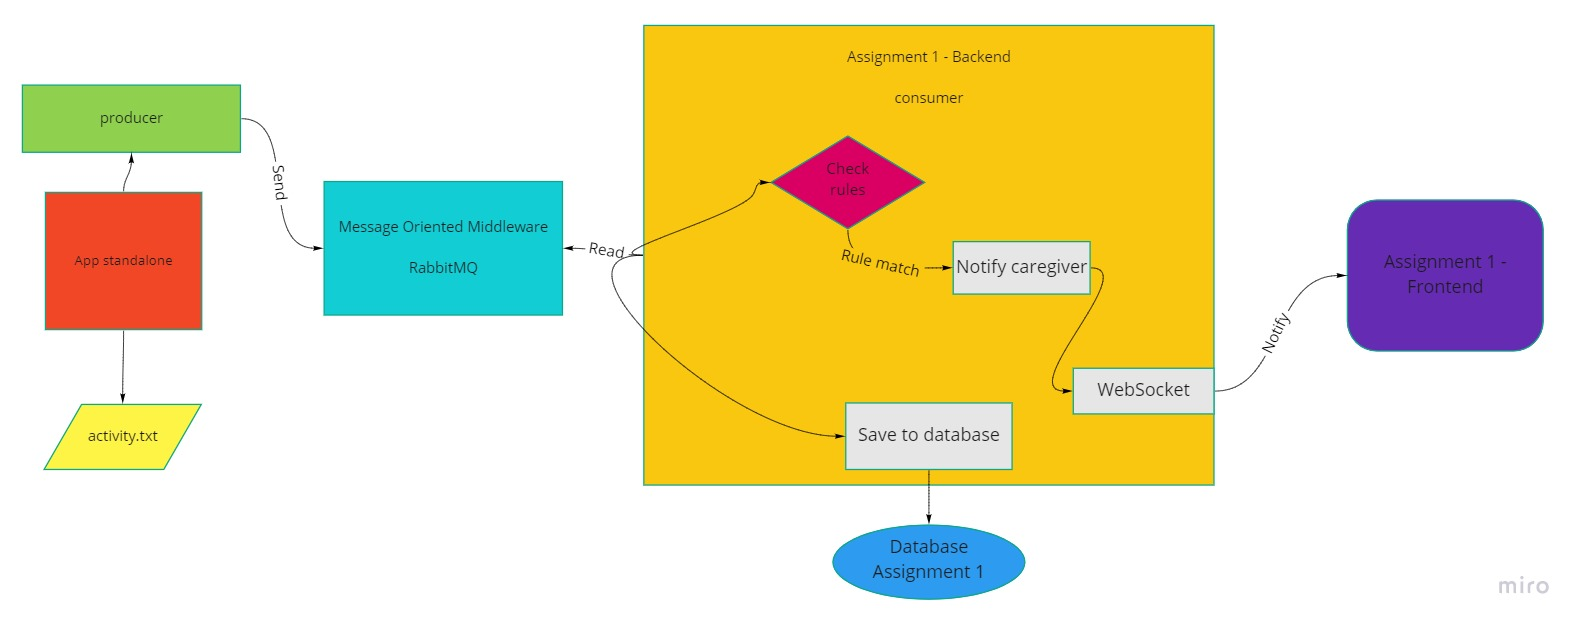 Assignment 1 - Backend
consumer
producer
Send
App standalone
activity.txt
Message Oriented Middleware
RabbitMQ
Read
Check
rules
Rule match
Notify caregiver
WebSocket
Save to database
Database
Assignment 1
Notify
Assignment 1 -
Frontend
miro